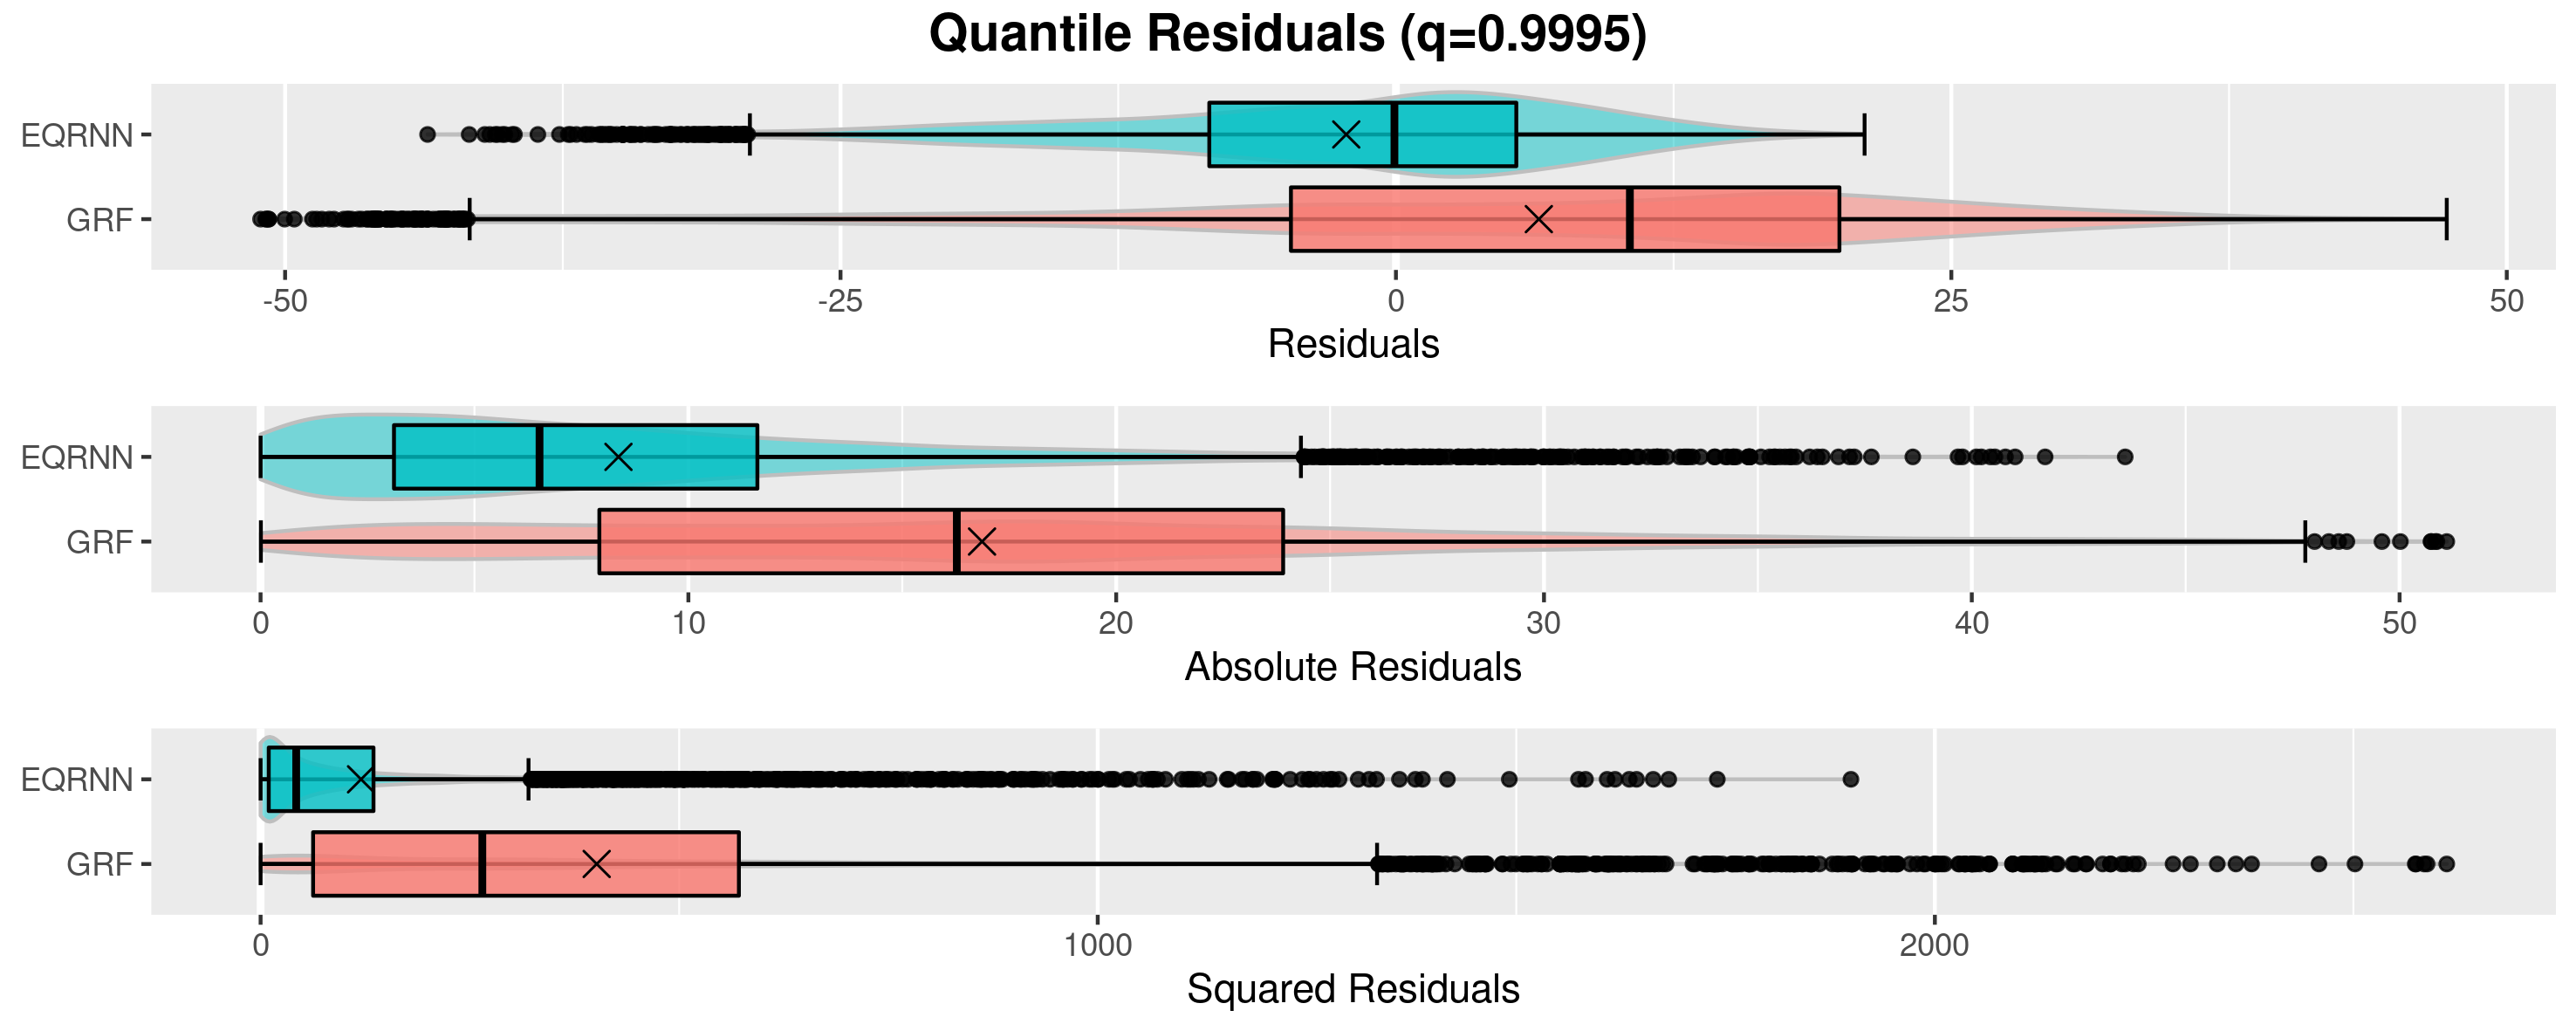 Quantile Residuals (q=0.9995)
EQRNN
GRF
-50 -25 0 25 50
Residuals
EQRNN
GRF
0 10 20 30 40 50
Absolute Residuals
EQRNN
GRF
0 1000 2000
Squared Residuals